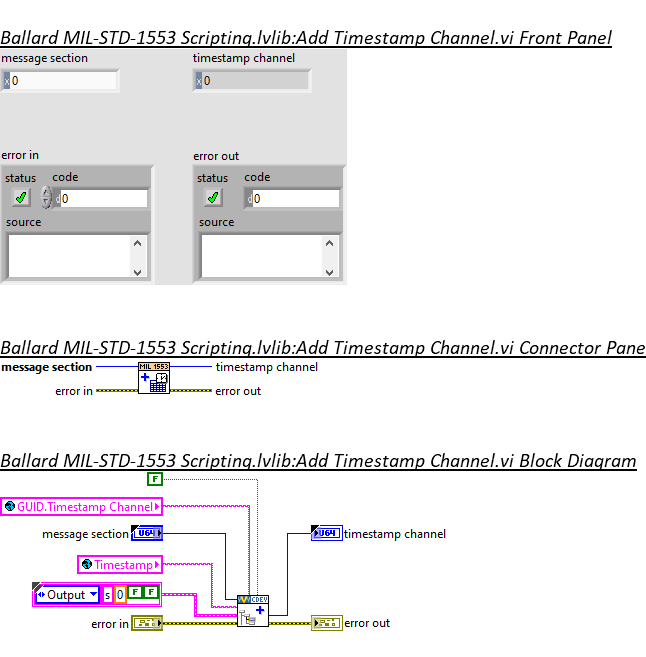 Ballard MIL-STD-1553 Scripting.lvlib:Add Timestamp Channel.vi Front Panel
message section timestamp channel
x 0 x 0
error in error out
status code status code
d 0 d 0
source source
Ballard MIL-STD-1553 Scripting.lvlib:Add Timestamp Channel.vi Connector Pane
message section MIL 1553 timestamp channel
error in error out
Ballard MIL-STD-1553 Scripting.lvlib:Add Timestamp Channel.vi Block Diagram
F
GUID.Timestamp Channel
message section U64 U64 timestamp channel
Timestamp
Output s 0 F F CDEV
error in error out